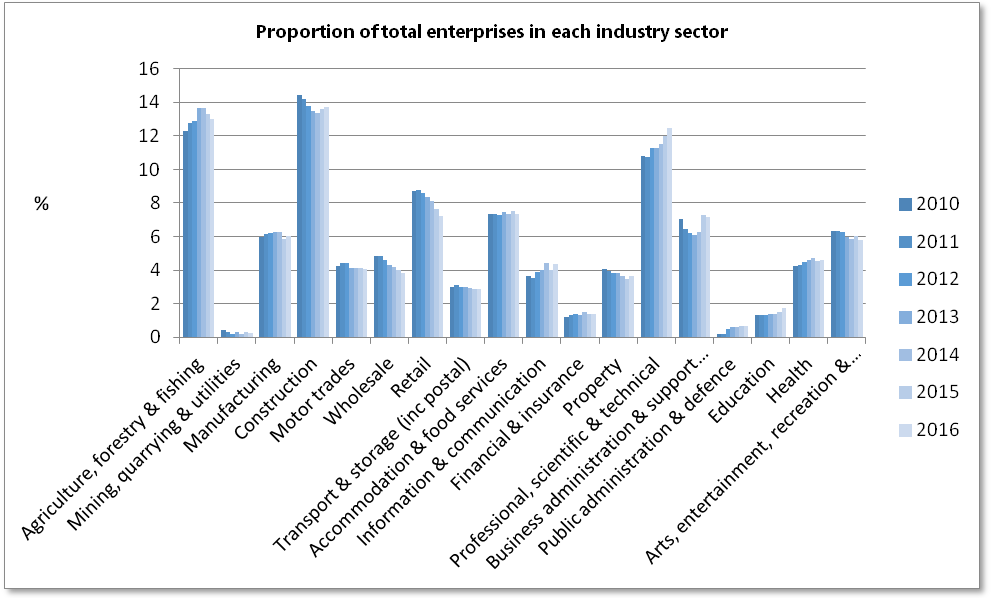 Proportion of total enterprises in each industry sector
16
14
12
10
8
6
4
2
0
%
Agriculture, forestry & fishing
Mining, quarrying & utilities
Manufacturing
Construction
Motor trades
Wholesale
Retail
Transport & storage (inc postal)
Accommodation & food services
Information & communication
Financial & insurance
Property
Professional, scientific & technical
Business administration & support...
Public administration & defence
Education
Health
Arts, entertainment, recreation &...
2010
2011
2012
2013
2014
2015
2016